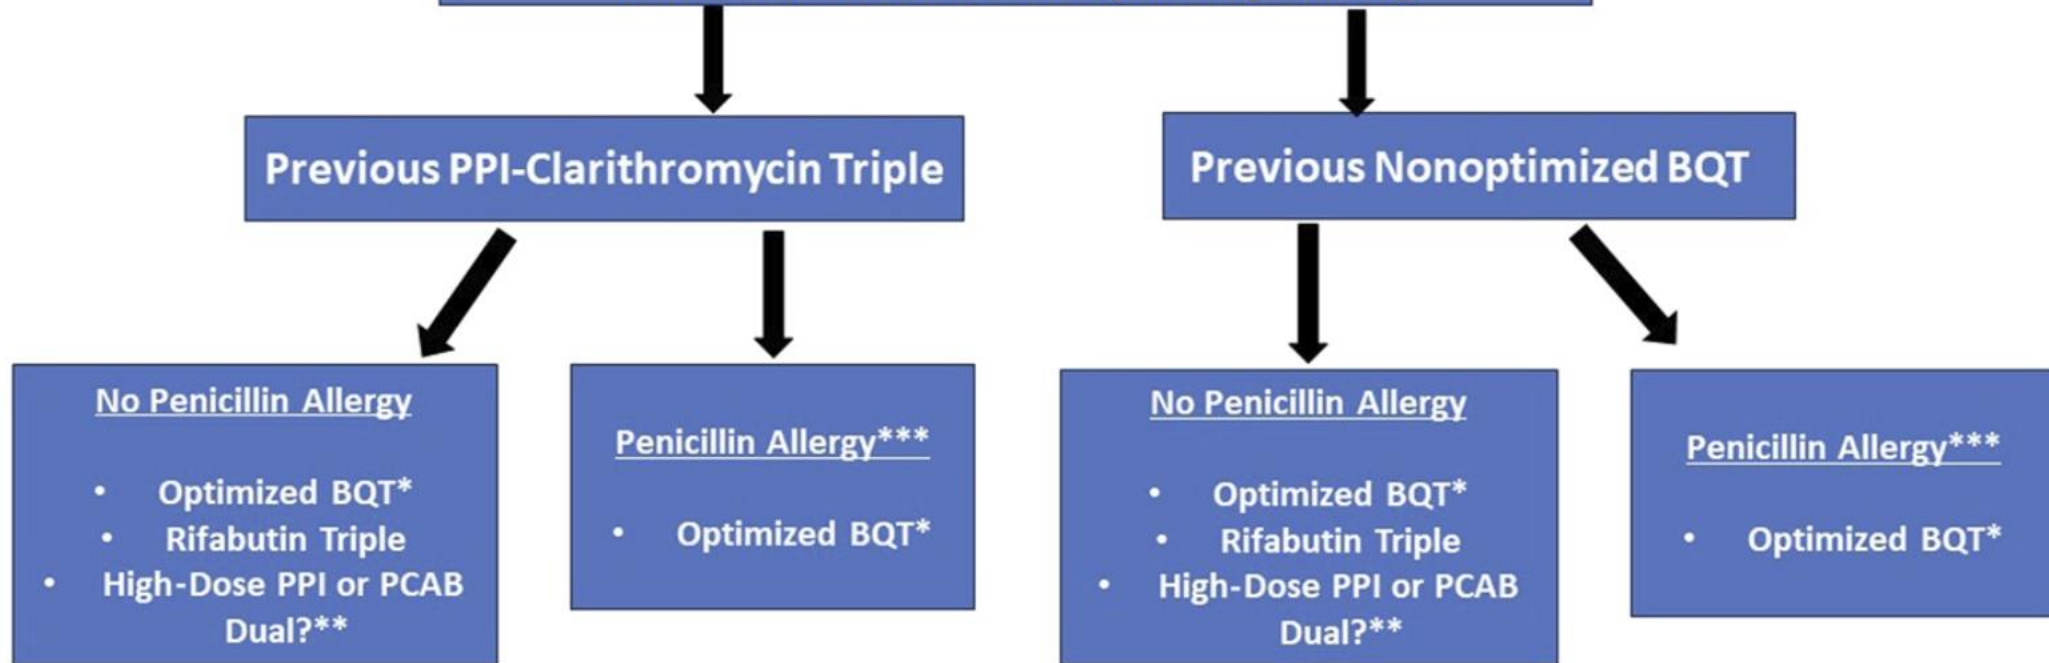 Previous PPI-Clarithromycin Triple
Previous Nonoptimized BQT
No Penicillin Allergy
• Optimized BQT*
• Rifabutin Triple
• High-Dose PPI or PCAB
Dual?**
Penicillin Allergy***
• Optimized BQT*
No Penicillin Allergy
• Optimized BQT*
• Rifabutin Triple
• High-Dose PPI or PCAB
Dual?**
Penicillin Allergy***
• Optimized BQT*